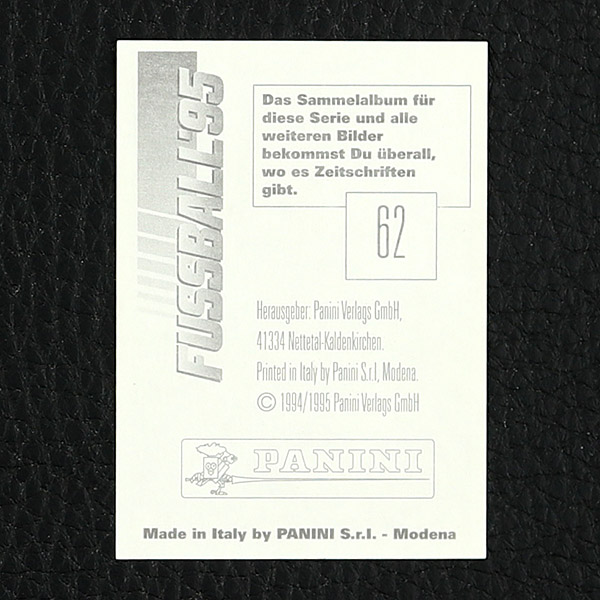 FUSSBALL'95
Das Sammelalbum für
diese Serie und alle
weiteren Bilder
bekommst Du überall,
wo es Zeitschriften
gibt.
62
Herausgeber: Panini Verlags GmbH,
41334 Nettetal-Kaldenkirchen.
Printed in Italy by Panini S.r.l, Modena.
© 1994/1995 Panini Verlags GmbH
PANINI
Made in Italy by PANINI S.r.l. - Modena